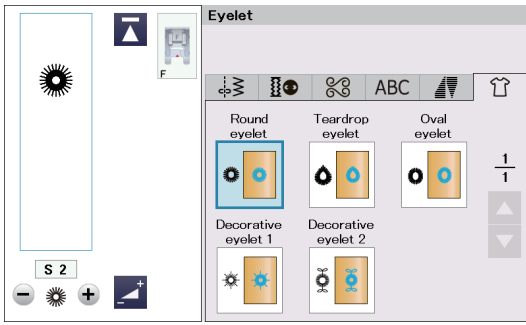 Eyelet
F
ABC
Round
eyelet
Teardrop
eyelet
Oval
eyelet
1
1
Decorative
eyelet 1
Decorative
eyelet 2
S 2